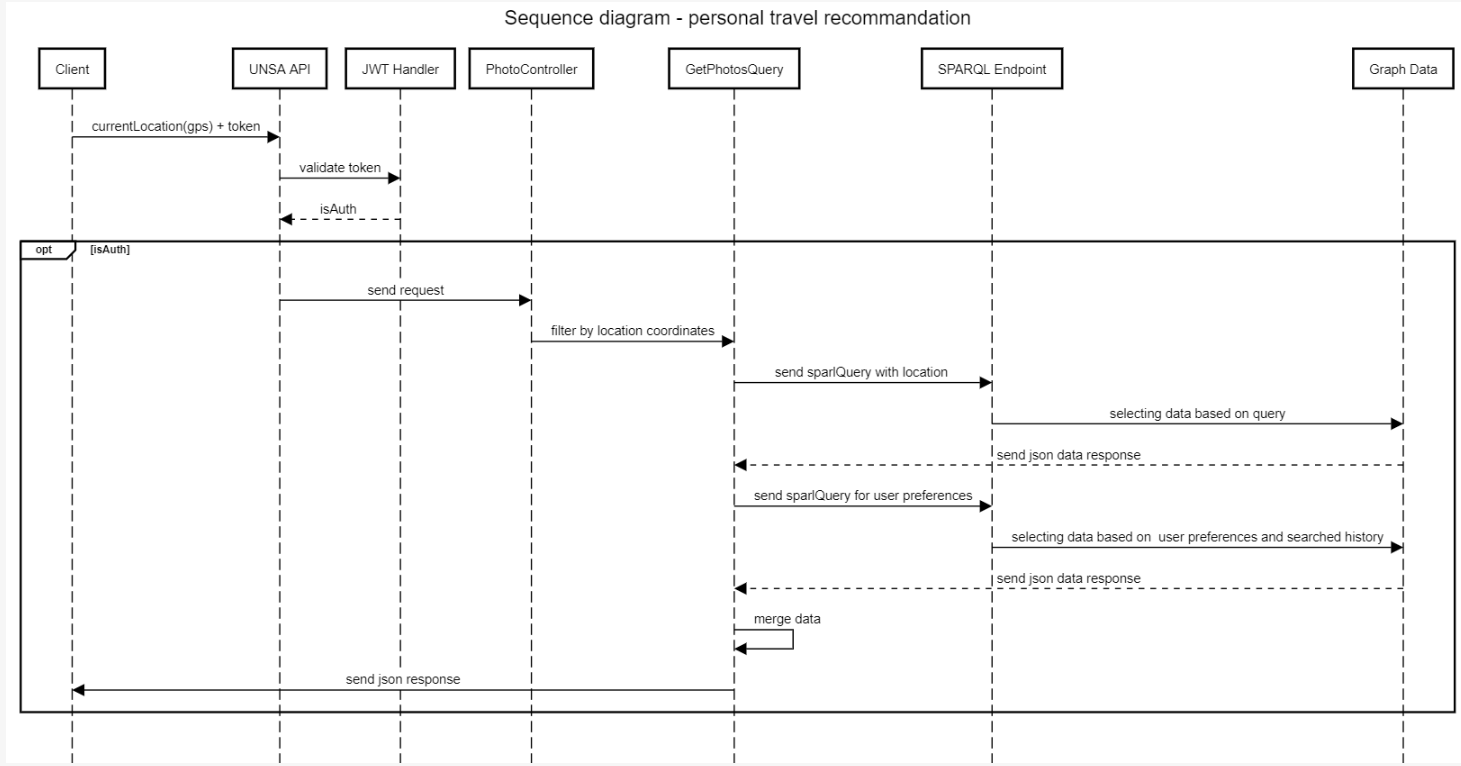 Sequence diagram - personal travel recommandation
Client
UNSA API
JWT Handler
PhotoController
GetPhotosQuery
SPARQL Endpoint
Graph Data
currentLocation(gps) + token
validate token
isAuth
opt
[isAuth]
send request
filter by location coordinates
send sparlQuery with location
selecting data based on query
send json data response
send sparlQuery for user preferences
selecting data based on  user preferences and searched history
send json data response
merge data
send json response